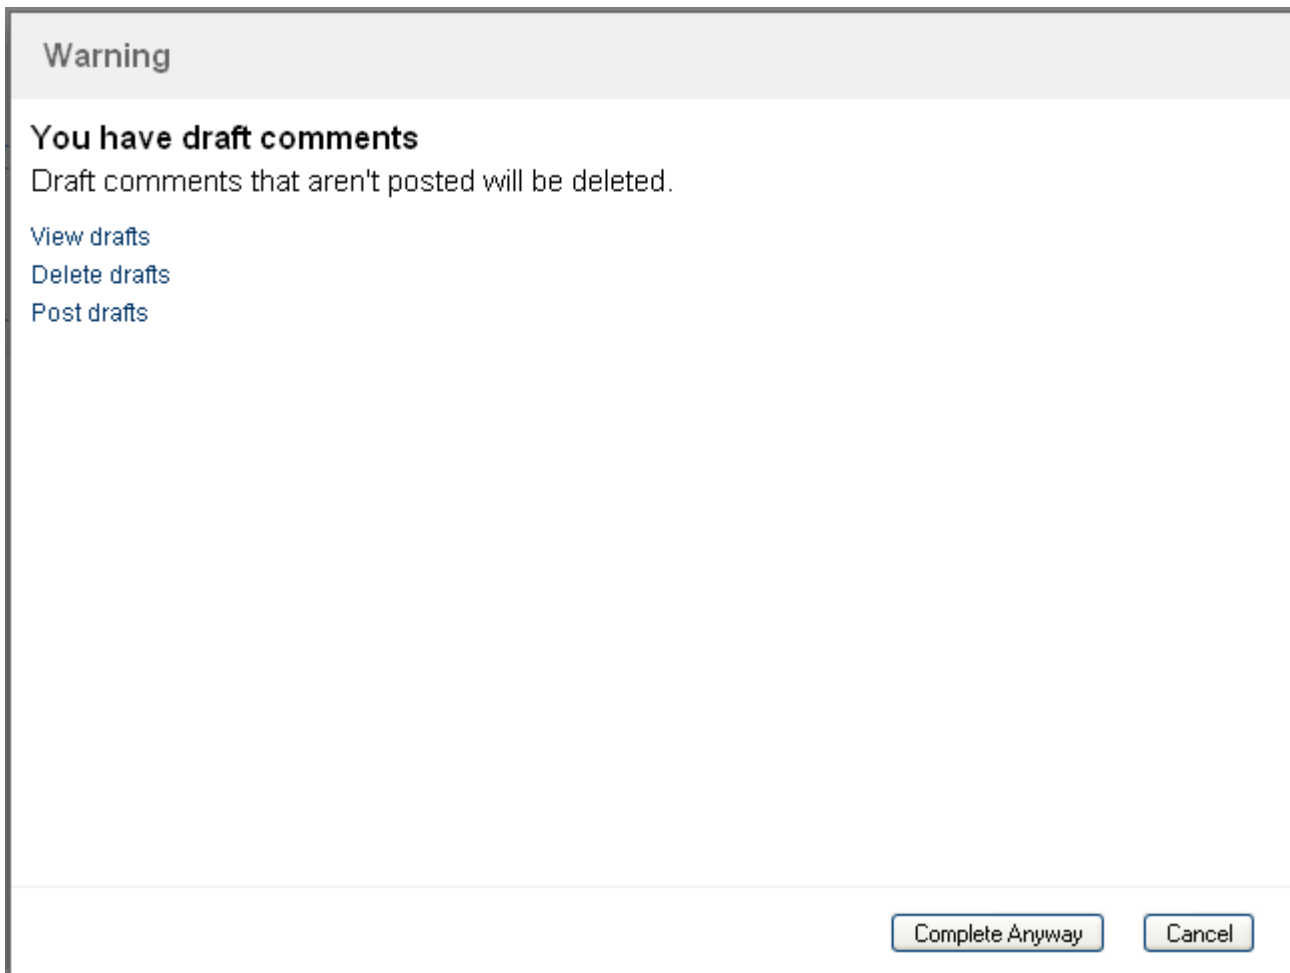 Warning
You have draft comments
Draft comments that aren't posted will be deleted.
View drafts
Delete drafts
Post drafts
Complete Anyway
Cancel